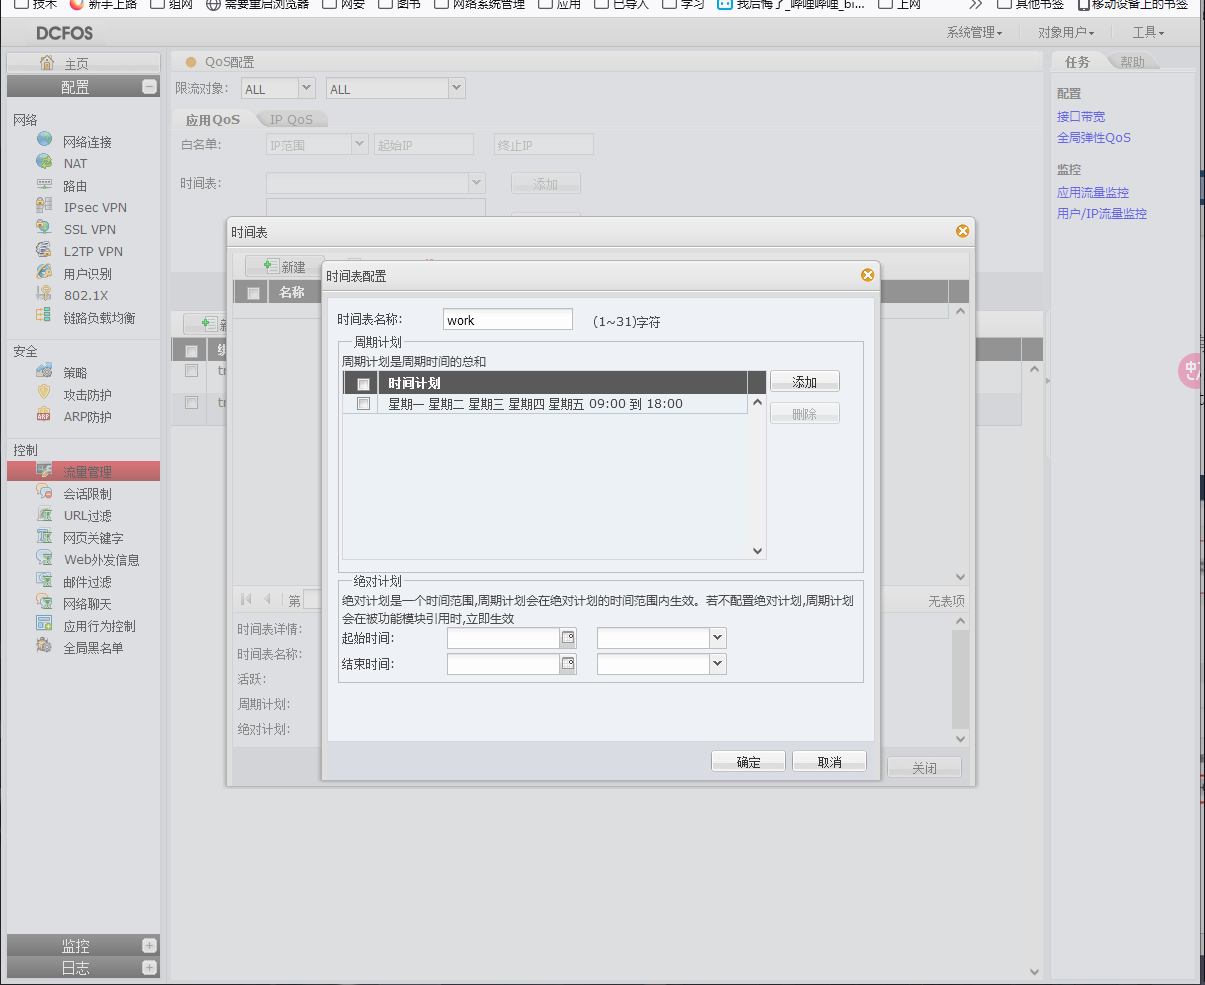 技术 新手上路 组网 需要重启浏览器 网安 图书 网络系统管理 应用 已导入 学习 我后悔了_哔哩哔哩_bi... 上网 其他书签 移动设备上的书签
DCFOS 系统管理 对象用户 工具
主页
配置
网络
网络连接
NAT
路由
IPsec VPN
SSL VPN
L2TP VPN
用户识别
802.1X
链路负载均衡
安全
策略
攻击防护
ARP防护
控制
流量管理
会话限制
URL过滤
网页关键字
Web外发信息
邮件过滤
网络聊天
应用行为控制
全局黑名单
监控
日志
QoS配置
限流对象: ALL ALL
应用QoS IP QoS
白名单: IP范围 起始IP 终止IP
时间表: 添加
tr
tr
时间表
新建
名称
第 无表项
时间表详情:
时间表名称:
活跃:
周期计划:
绝对计划:
关闭
时间表配置
时间表名称: work (1~31)字符
周期计划
周期计划是周期时间的总和
时间计划 添加
星期一 星期二 星期三 星期四 星期五 09:00 到 18:00
删除
绝对计划
绝对计划是一个时间范围,周期计划会在绝对计划的时间范围内生效。若不配置绝对计划,周期计划
会在被功能模块引用时,立即生效
起始时间:
结束时间:
确定 取消
任务 帮助
配置
接口带宽
全局弹性QoS
监控
应用流量监控
用户/IP流量监控